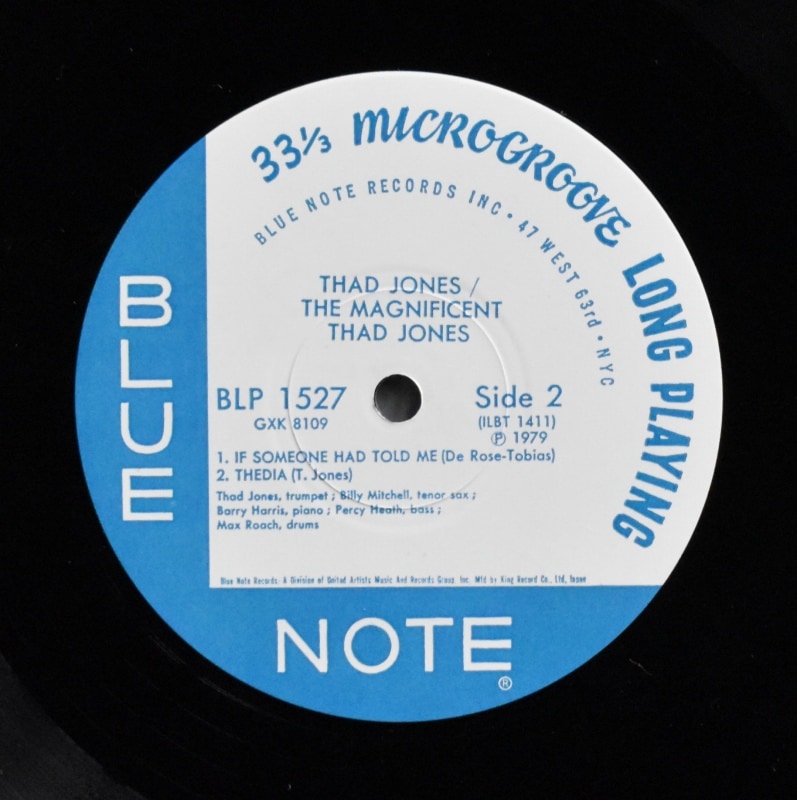 33⅓ MICROGROOVE LONG PLAYING
BLUE NOTE RECORDS INC • 47 WEST 63rd • NYC
THAD JONES /
THE MAGNIFICENT
THAD JONES
BLP 1527 Side 2
GXK 8109 (ILBT 1411)
℗ 1979
1. IF SOMEONE HAD TOLD ME (De Rose-Tobias)
2. THEDIA (T. Jones)
Thad Jones, trumpet ; Billy Mitchell, tenor sax ;
Barry Harris, piano ; Percy Heath, bass ;
Max Roach, drums
Blue Note Records. A Division of United Artists Music And Records Group. Inc. Mfd by King Record Co., Ltd, Japan
BLUE
NOTE ®